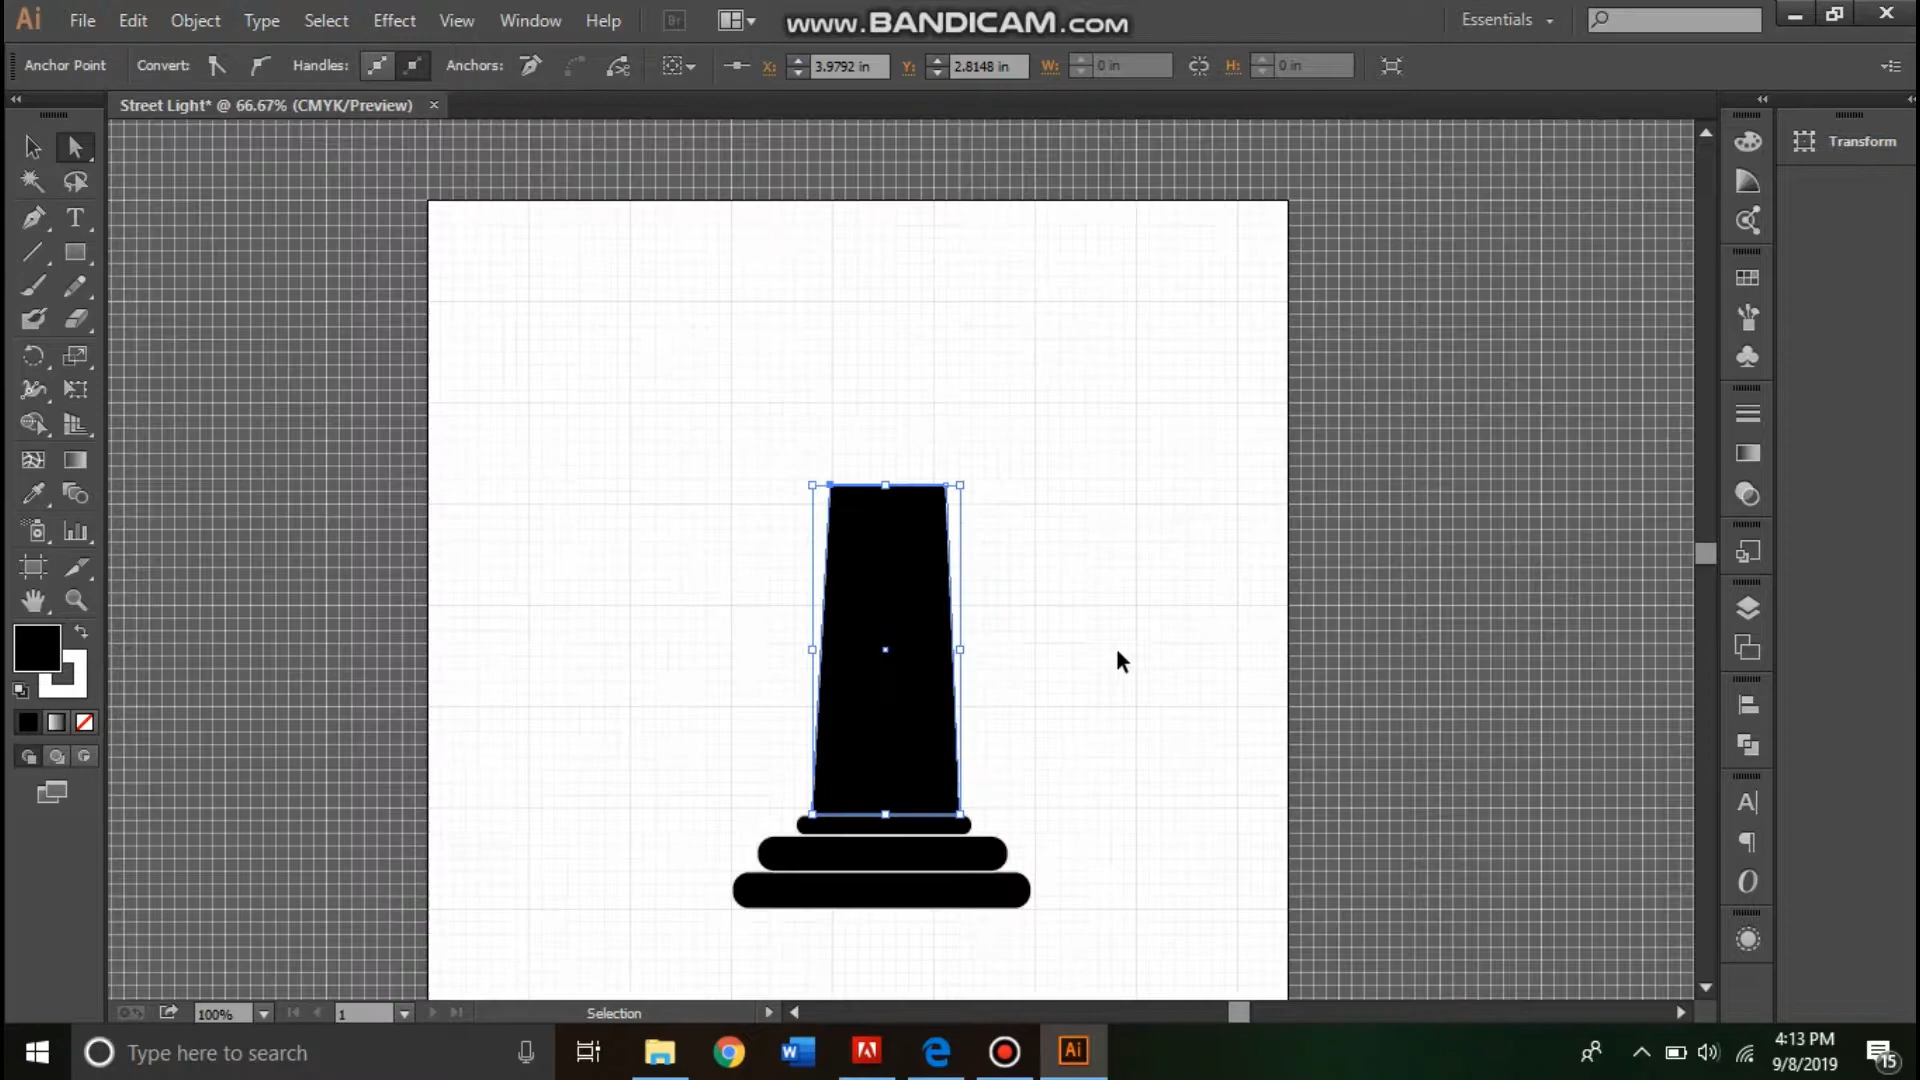 Ai File Edit Object Type Select Effect View Window Help Br www.BANDICAM.com Essentials
Anchor Point Convert: Handles: Anchors: X: 3.9792 in Y: 2.8148 in W: 0 in H: 0 in
Street Light* @ 66.67% (CMYK/Preview)
Transform
100% 1 Selection
Type here to search
4:13 PM
9/8/2019
15